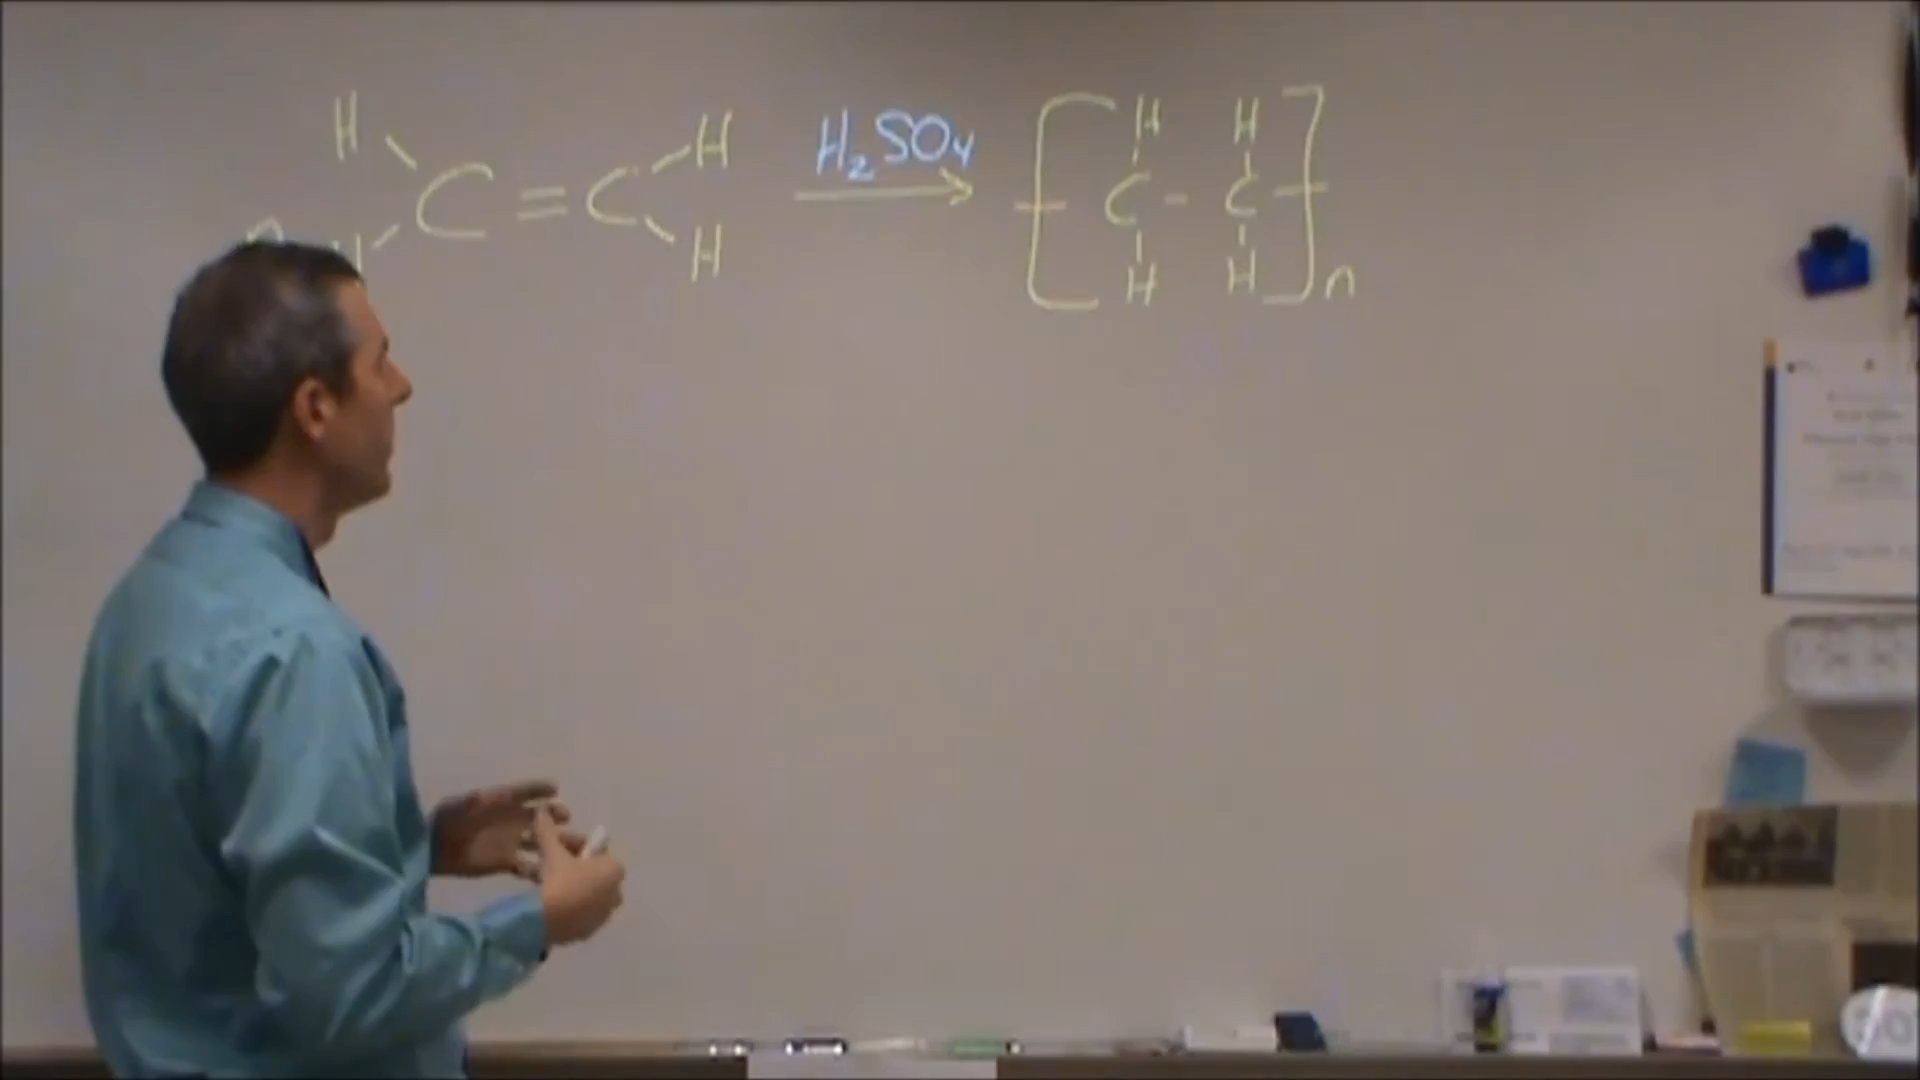 H H
H₂SO₄
H H
C = C
C - C
n H H
H H n